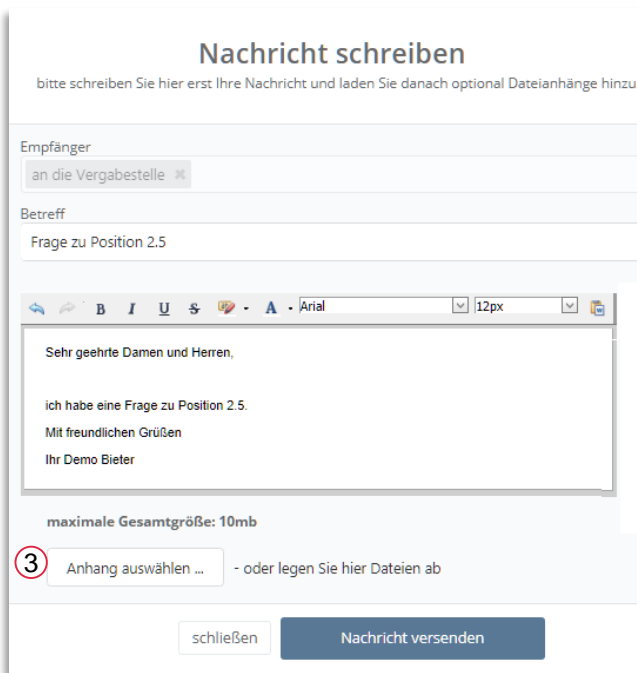 Nachricht schreiben
bitte schreiben Sie hier erst Ihre Nachricht und laden Sie danach optional Dateianhänge hinzu
Empfänger
an die Vergabestelle ✖
Betreff
Frage zu Position 2.5
B I U S A Arial 12px
Sehr geehrte Damen und Herren,
ich habe eine Frage zu Position 2.5.
Mit freundlichen Grüßen
Ihr Demo Bieter
maximale Gesamtgröße: 10mb
3 Anhang auswählen ... - oder legen Sie hier Dateien ab
schließen Nachricht versenden